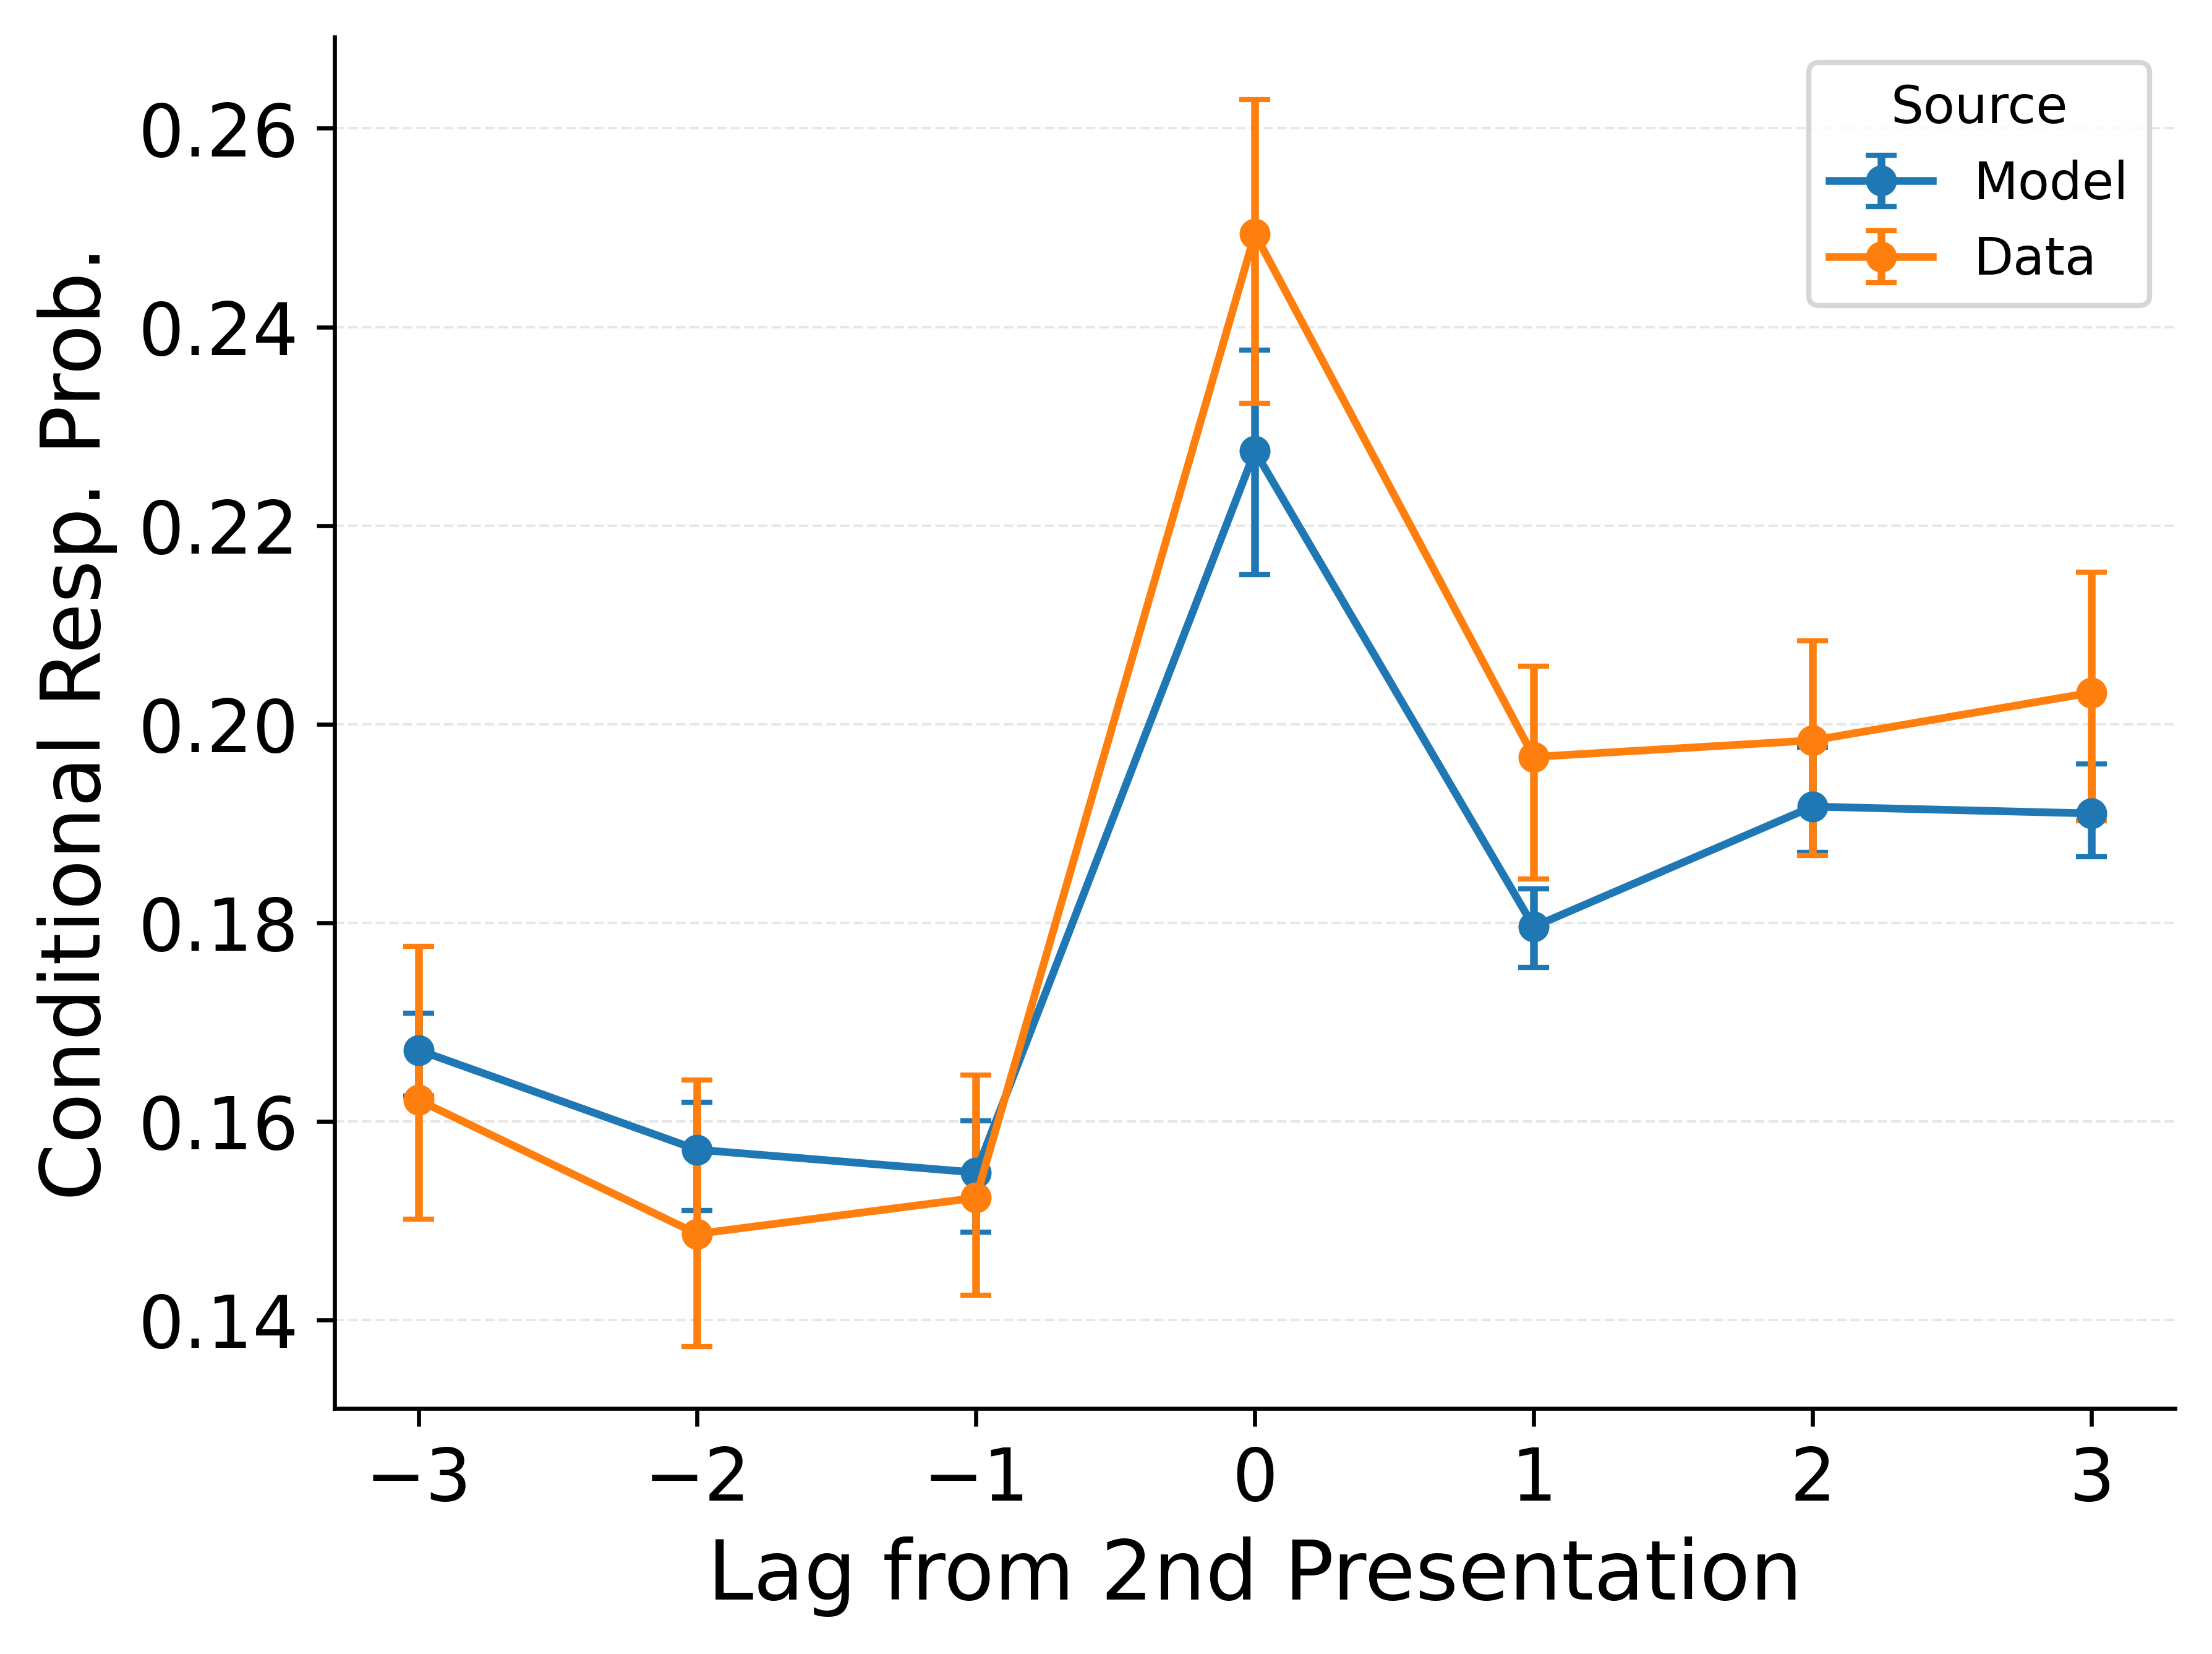 Source
Model
Data
Conditional Resp. Prob.
0.26
0.24
0.22
0.20
0.18
0.16
0.14
−3 −2 −1 0 1 2 3
Lag from 2nd Presentation